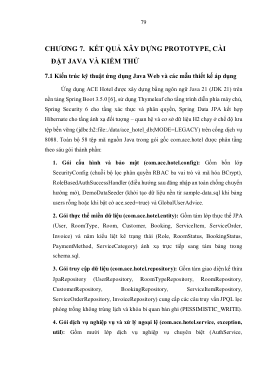 79
CHƯƠNG 7. KẾT QUẢ XÂY DỰNG PROTOTYPE, CÀI
ĐẶT JAVA VÀ KIỂM THỬ
7.1 Kiến trúc kỹ thuật ứng dụng Java Web và các mẫu thiết kế áp dụng
Ứng dụng ACE Hotel được xây dựng bằng ngôn ngữ Java 21 (JDK 21) trên
nền tảng Spring Boot 3.5.0 [6], sử dụng Thymeleaf cho tầng trình diễn phía máy chủ,
Spring Security 6 cho tầng xác thực và phân quyền, Spring Data JPA kết hợp
Hibernate cho tầng ánh xạ đối tượng – quan hệ và cơ sở dữ liệu H2 chạy ở chế độ lưu
tệp bền vững (jdbc:h2:file:./data/ace_hotel_db;MODE=LEGACY) trên cổng dịch vụ
8088. Toàn bộ 58 tệp mã nguồn Java trong gói gốc com.ace.hotel được phân tầng
theo sáu gói thành phần:
1. Gói cấu hình và bảo mật (com.ace.hotel.config): Gồm bốn lớp
SecurityConfig (chuỗi bộ lọc phân quyền RBAC ba vai trò và mã hóa BCrypt),
RoleBasedAuthSuccessHandler (điều hướng sau đăng nhập an toàn chống chuyển
hướng mở), DemoDataSeeder (khởi tạo dữ liệu nền từ sample-data.sql khi bảng
users rỗng hoặc khi bật cờ ace.seed=true) và GlobalUserAdvice.
2. Gói thực thể miền dữ liệu (com.ace.hotel.entity): Gồm tám lớp thực thể JPA
(User, RoomType, Room, Customer, Booking, ServiceItem, ServiceOrder,
Invoice) và năm kiểu liệt kê trạng thái (Role, RoomStatus, BookingStatus,
PaymentMethod, ServiceCategory) ánh xạ trực tiếp sang tám bảng trong
schema.sql.
3. Gói truy cập dữ liệu (com.ace.hotel.repository): Gồm tám giao diện kế thừa
JpaRepository (UserRepository, RoomTypeRepository, RoomRepository,
CustomerRepository, BookingRepository, ServiceItemRepository,
ServiceOrderRepository, InvoiceRepository) cung cấp các câu truy vấn JPQL lọc
phòng trống không trùng lịch và khóa bi quan bản ghi (PESSIMISTIC_WRITE).
4. Gói dịch vụ nghiệp vụ và xử lý ngoại lệ (com.ace.hotel.service, exception,
util): Gồm mười lớp dịch vụ nghiệp vụ chuyên biệt (AuthService,